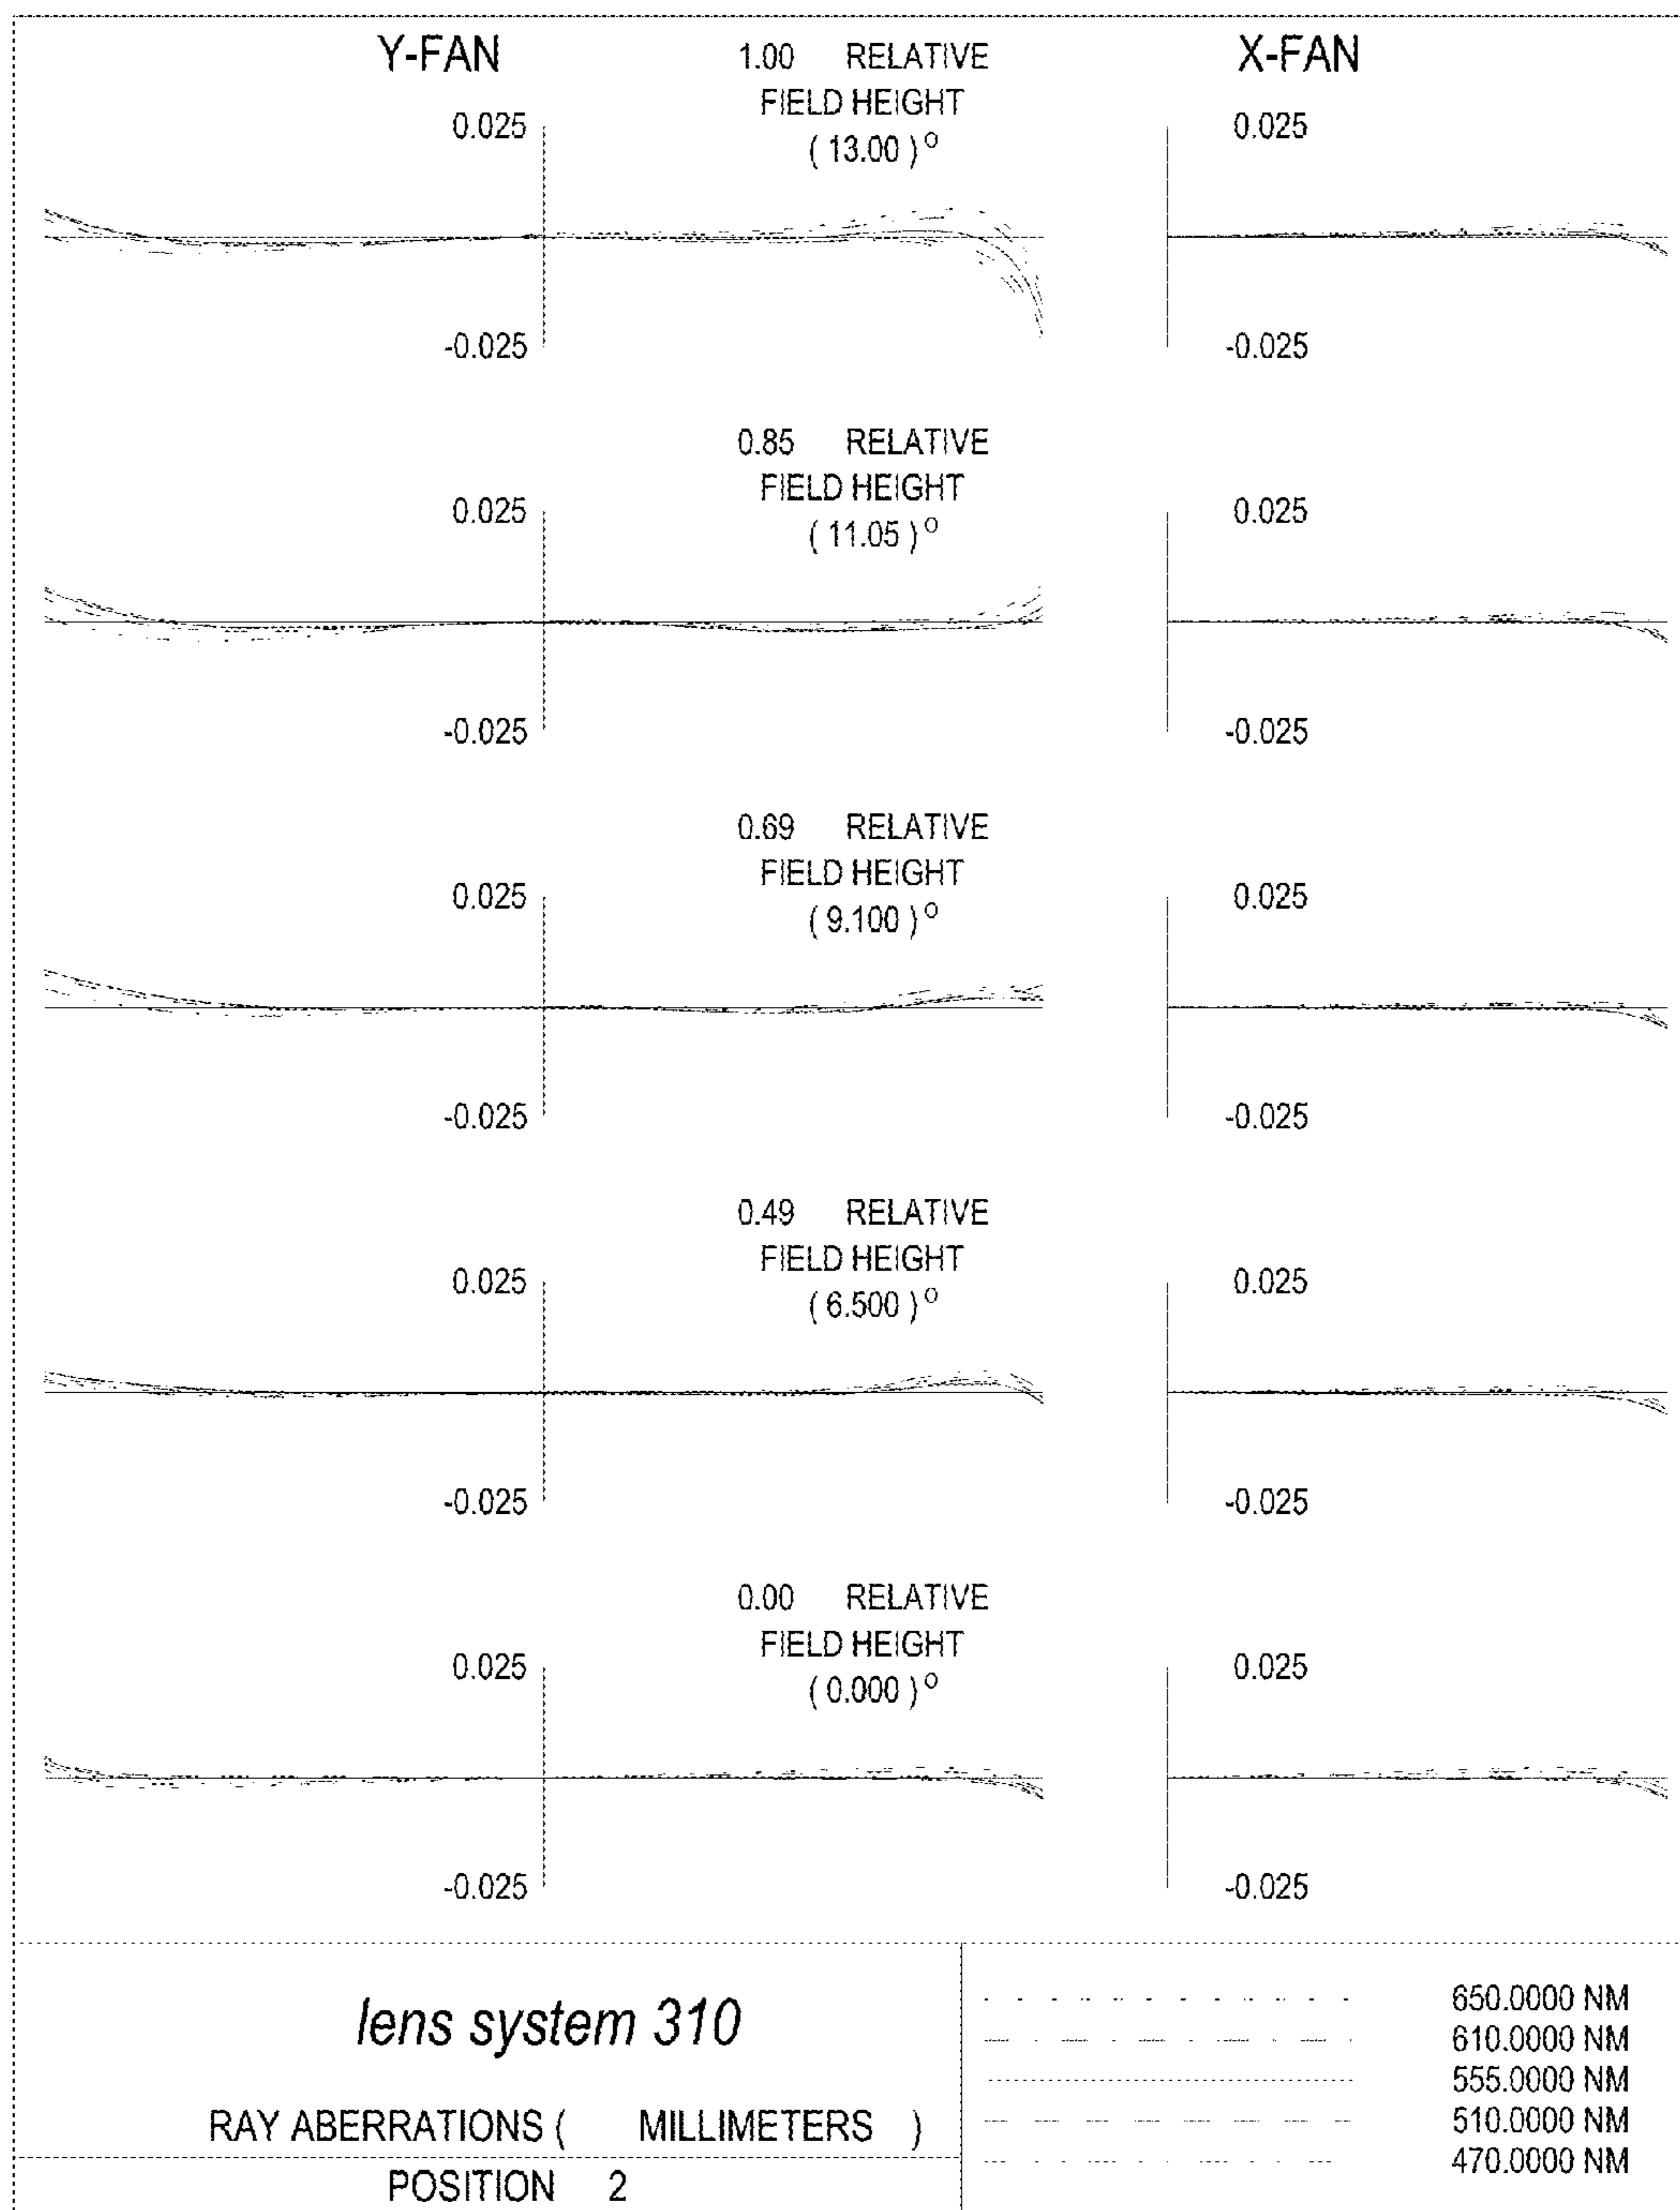 Y-FAN
1.00 RELATIVE
FIELD HEIGHT
( 13.00 )º
X-FAN
0.025
0.025
-0.025
-0.025
0.85 RELATIVE
FIELD HEIGHT
( 11.05 )º
0.025
0.025
-0.025
-0.025
0.69 RELATIVE
FIELD HEIGHT
( 9.100 )º
0.025
0.025
-0.025
-0.025
0.49 RELATIVE
FIELD HEIGHT
( 6.500 )º
0.025
0.025
-0.025
-0.025
0.00 RELATIVE
FIELD HEIGHT
( 0.000 )º
0.025
0.025
-0.025
-0.025
lens system 310
RAY ABERRATIONS ( MILLIMETERS )
POSITION 2
650.0000 NM
610.0000 NM
555.0000 NM
510.0000 NM
470.0000 NM